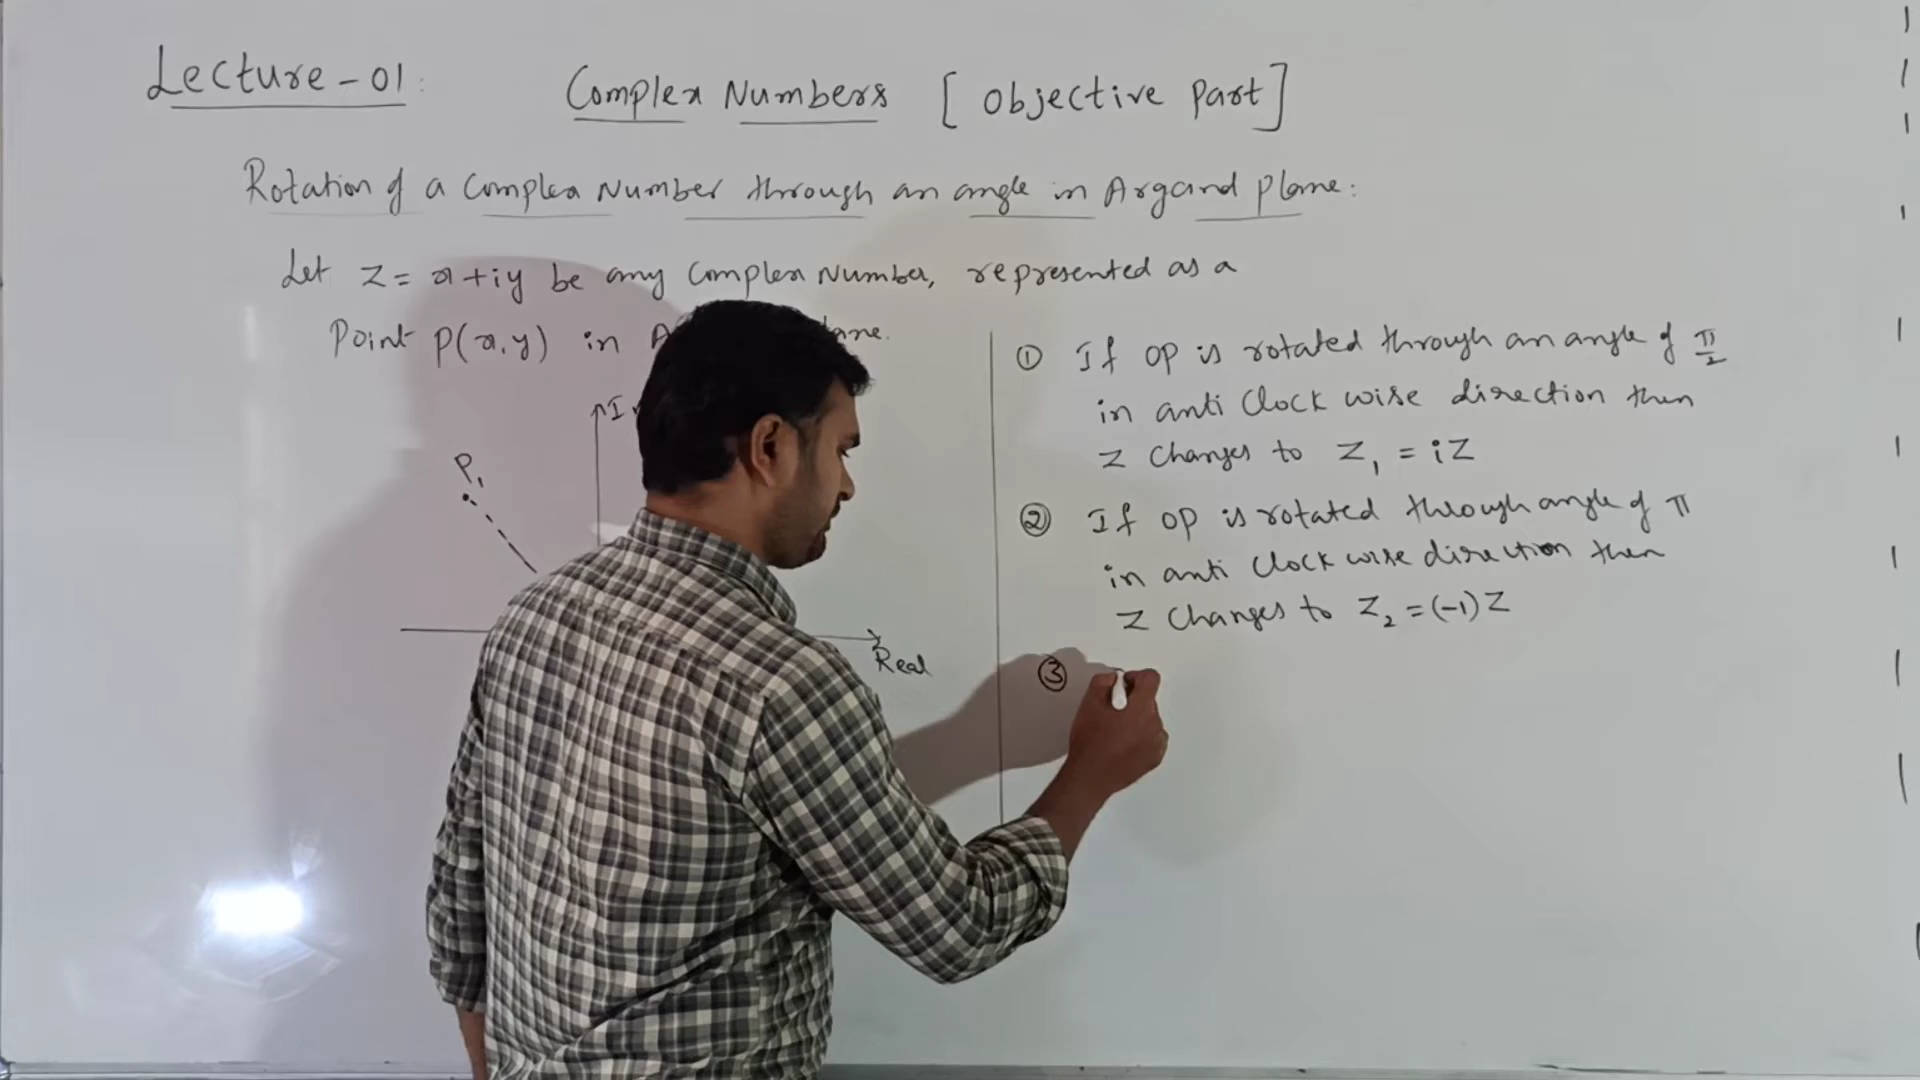 Lecture-01:
Complex Numbers [Objective Part]
Rotation of a Complex Number through an angle in Argand Plane:
Let z = x+iy be any Complex Number, represented as a
Point P(x,y) in
① If OP is rotated through an angle of π/2
in anti Clock wise direction then
Z Changes to Z₁ = iZ
② If OP is rotated through angle of π
in anti Clock wise direction then
Z Changes to Z₂ = (-1)Z
③
P₁
Real